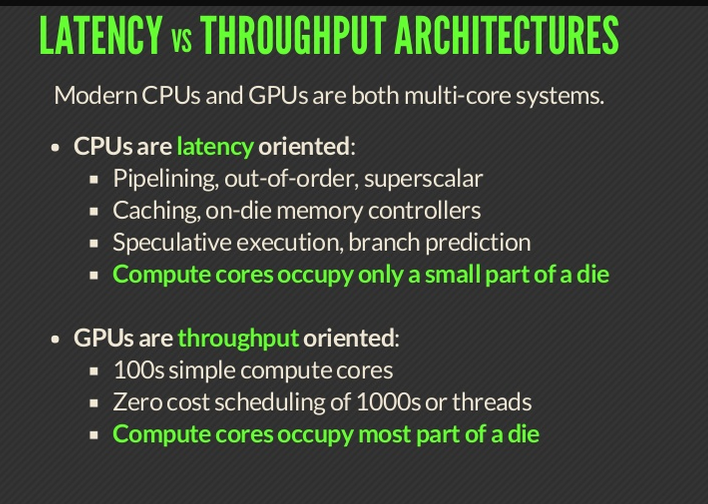 LATENCY VS THROUGHPUT ARCHITECTURES
Modern CPUs and GPUs are both multi-core systems.
• CPUs are latency oriented:
▪ Pipelining, out-of-order, superscalar
▪ Caching, on-die memory controllers
▪ Speculative execution, branch prediction
▪ Compute cores occupy only a small part of a die
• GPUs are throughput oriented:
▪ 100s simple compute cores
▪ Zero cost scheduling of 1000s or threads
▪ Compute cores occupy most part of a die